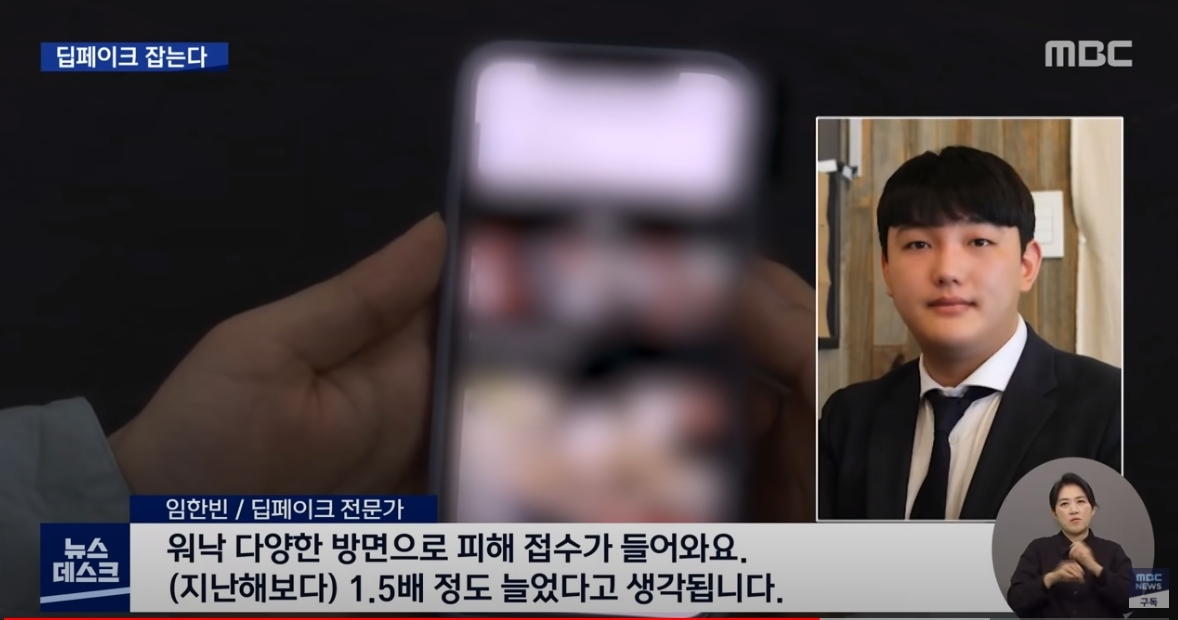 딥페이크 잡는다
MBC
임한빈 / 딥페이크 전문가
뉴스
데스크
워낙 다양한 방면으로 피해 접수가 들어와요.
(지난해보다) 1.5배 정도 늘었다고 생각됩니다.
MBC
NEWS
구독